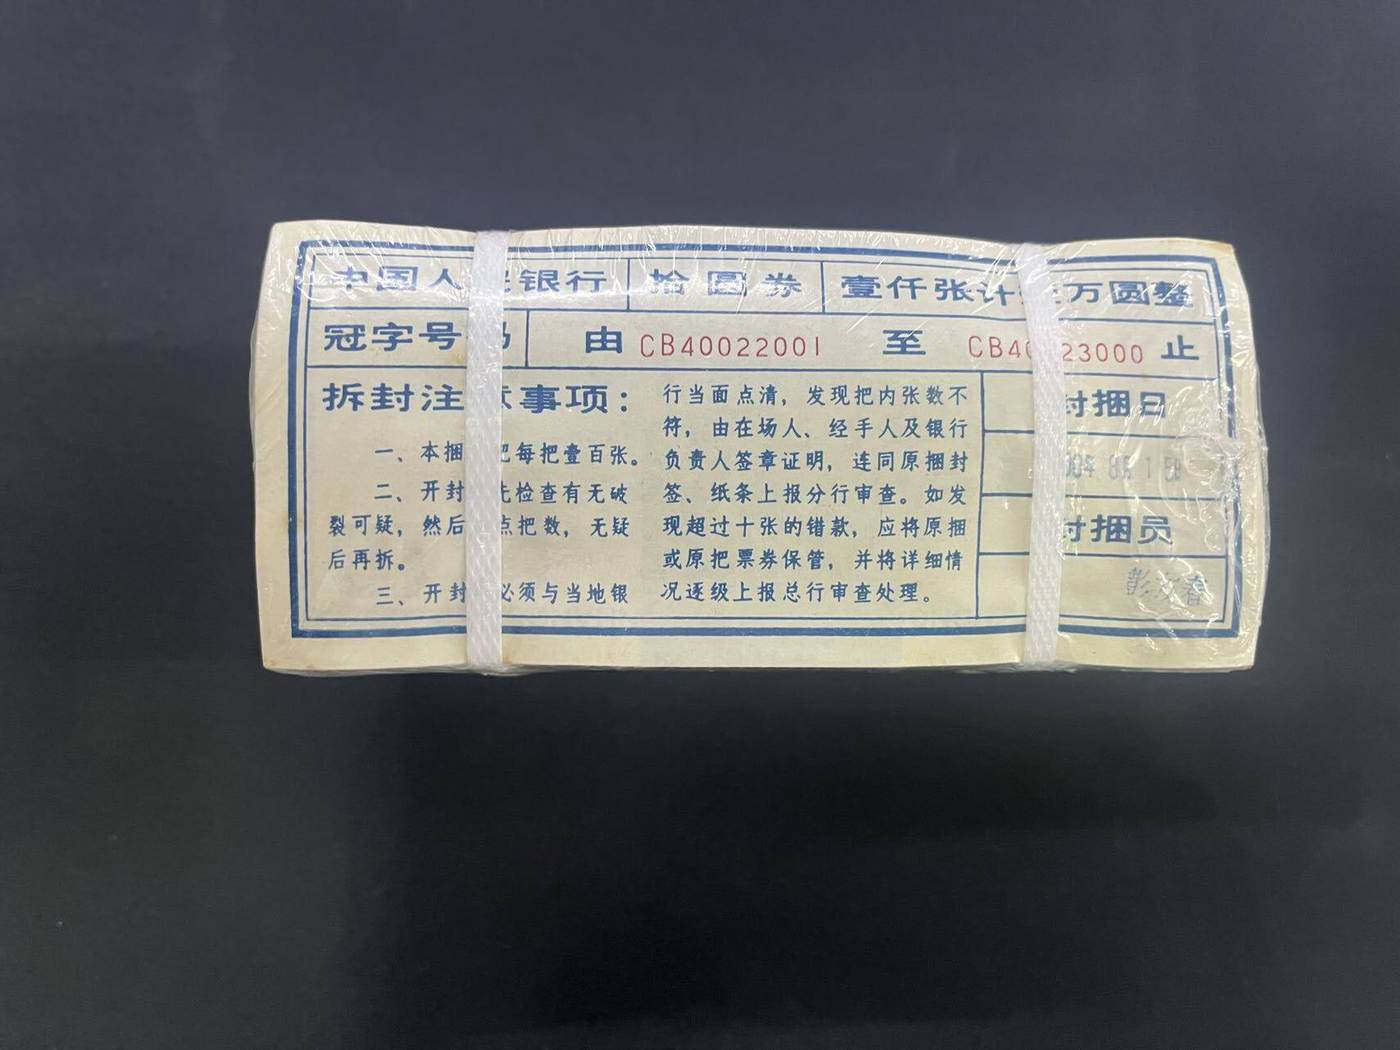 中国人 银行 拾圆券 壹仟张计 万圆整
冠字号 由 CB40022001 至 CB40 23000 止
拆封注意事项：
一、本捆 把每把壹百张。
二、开封 先检查有无破
裂可疑，然后 点把数，无疑
后再拆。
三、开封 必须与当地银
行当面点清，发现把内张数不
符，由在场人、经手人及银行
负责人签章证明，连同原捆封
签、纸条上报分行审查。如发
现超过十张的错款，应将原捆
或原把票券保管，并将详细情
况逐级上报总行审查处理。
封捆日
封捆员